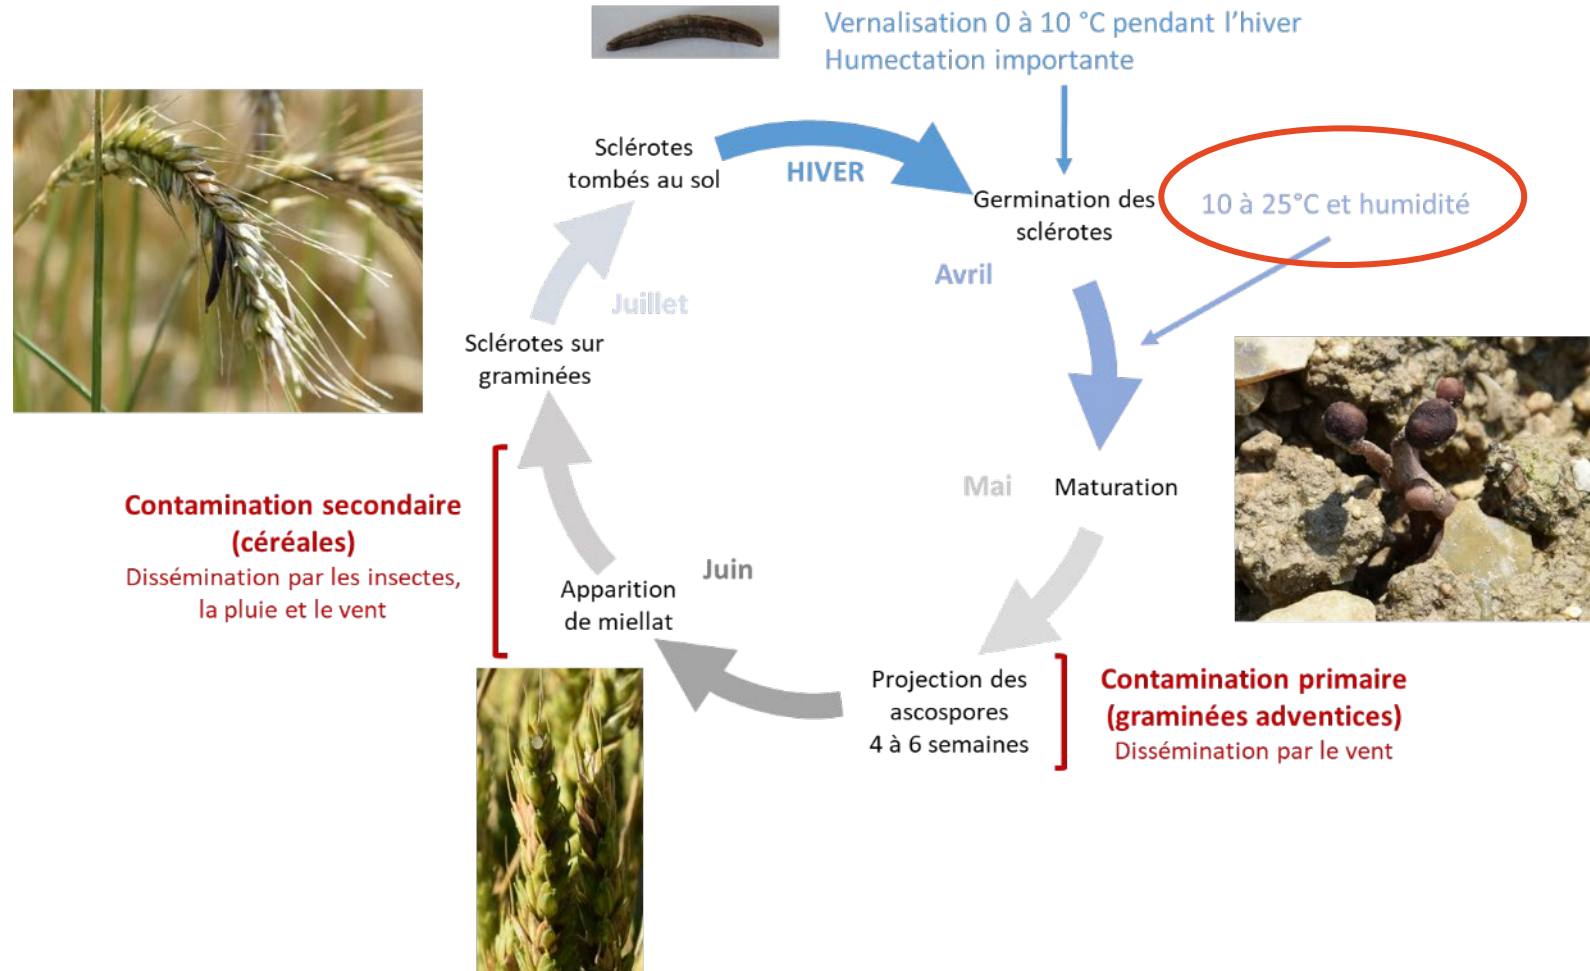 Vernalisation 0 à 10 °C pendant l'hiver
Humectation importante
Sclérotes
tombés au sol
HIVER
Germination des
sclérotes
10 à 25°C et humidité
Avril
Juillet
Sclérotes sur
graminées
Mai
Maturation
Contamination secondaire
(céréales)
Dissémination par les insectes,
la pluie et le vent
Juin
Apparition
de miellat
Projection des
ascospores
4 à 6 semaines
Contamination primaire
(graminées adventices)
Dissémination par le vent